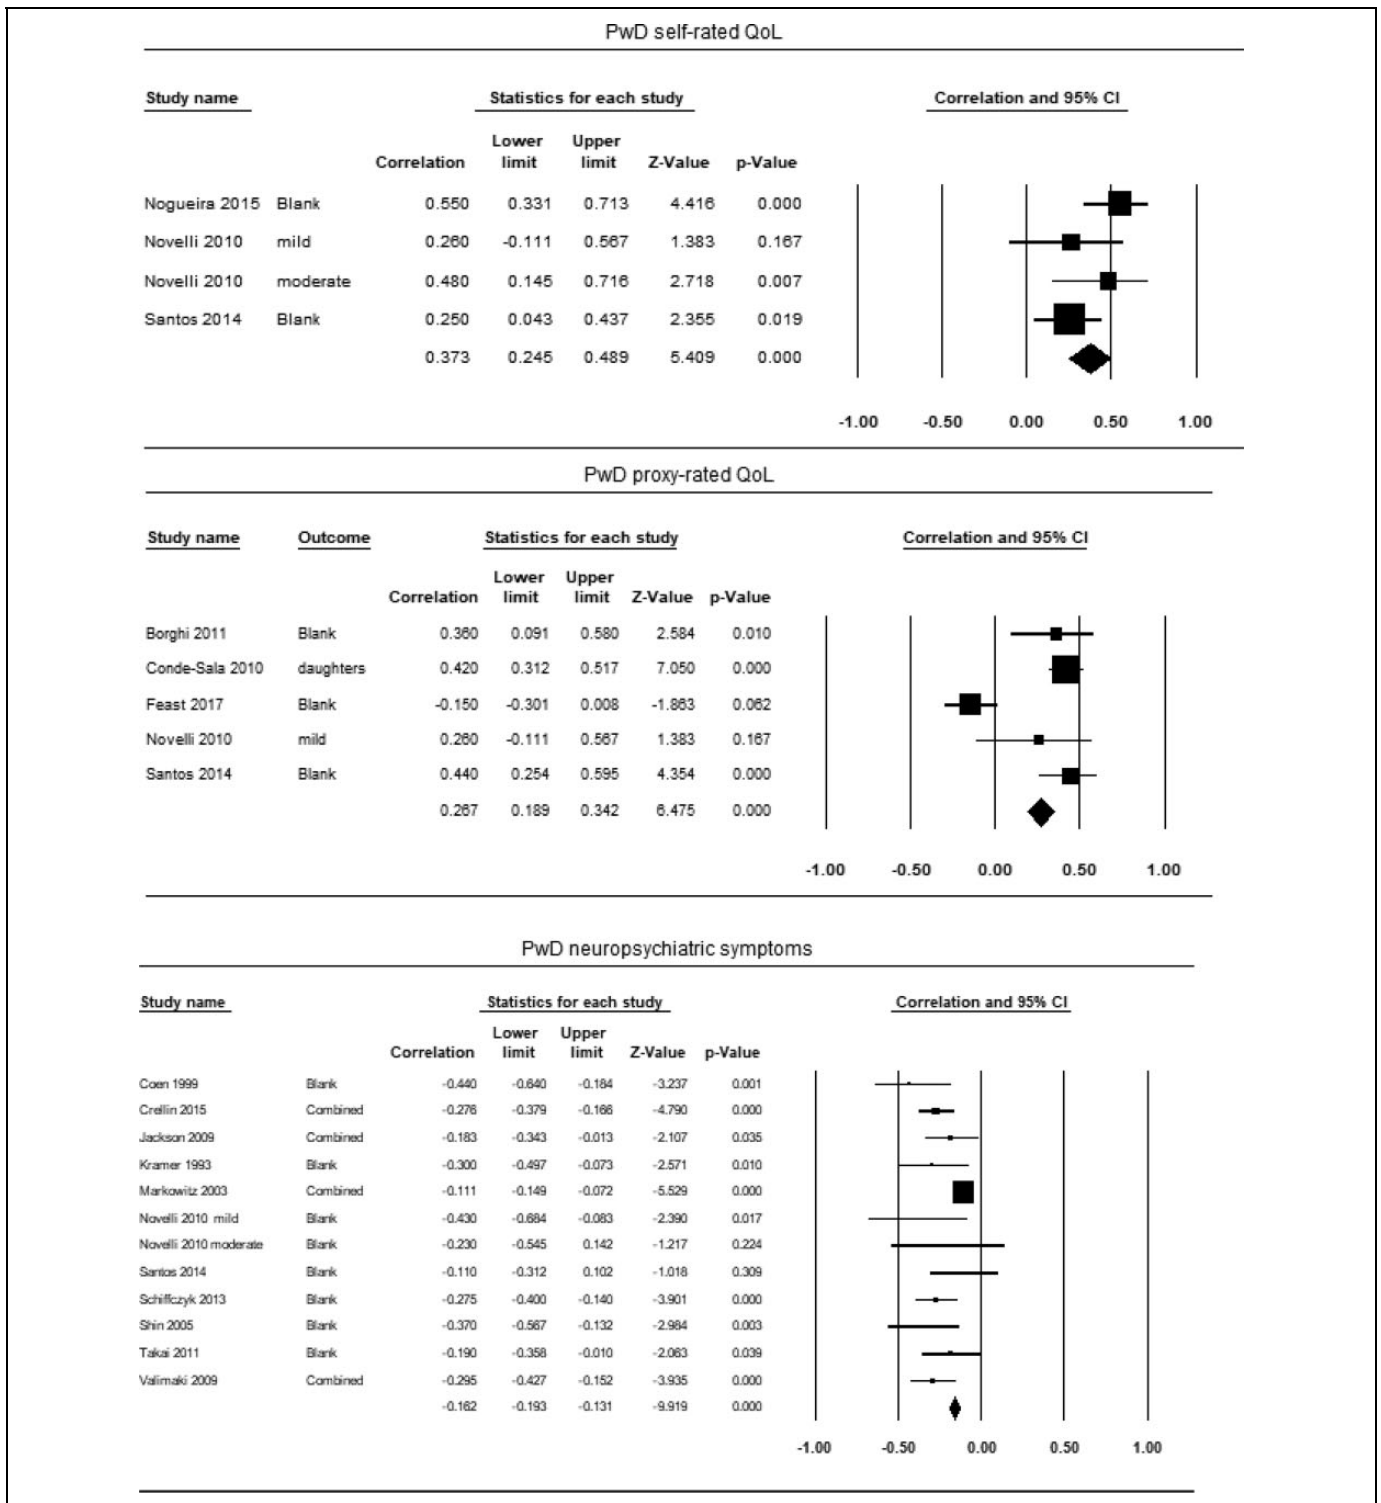 PwD self-rated QoL
Study name Statistics for each study Correlation and 95% CI
Lower Upper
Correlation limit limit Z-Value p-Value
Nogueira 2015 Blank 0.550 0.331 0.713 4.416 0.000
Novelli 2010 mild 0.260 -0.111 0.567 1.383 0.167
Novelli 2010 moderate 0.480 0.145 0.716 2.718 0.007
Santos 2014 Blank 0.250 0.043 0.437 2.355 0.019
0.373 0.245 0.489 5.409 0.000
-1.00 -0.50 0.00 0.50 1.00
PwD proxy-rated QoL
Study name Outcome Statistics for each study Correlation and 95% CI
Lower Upper
Correlation limit limit Z-Value p-Value
Borghi 2011 Blank 0.360 0.091 0.580 2.584 0.010
Conde-Sala 2010 daughters 0.420 0.312 0.517 7.050 0.000
Feast 2017 Blank -0.150 -0.301 0.008 -1.863 0.062
Novelli 2010 mild 0.260 -0.111 0.567 1.383 0.167
Santos 2014 Blank 0.440 0.254 0.595 4.354 0.000
0.267 0.189 0.342 6.475 0.000
-1.00 -0.50 0.00 0.50 1.00
PwD neuropsychiatric symptoms
Study name Statistics for each study Correlation and 95% CI
Lower Upper
Correlation limit limit Z-Value p-Value
Coen 1999 Blank -0.440 -0.640 -0.184 -3.237 0.001
Crellin 2015 Combined -0.276 -0.379 -0.166 -4.790 0.000
Jackson 2009 Combined -0.183 -0.343 -0.013 -2.107 0.035
Kramer 1993 Blank -0.300 -0.497 -0.073 -2.571 0.010
Markowitz 2003 Combined -0.111 -0.149 -0.072 -5.529 0.000
Novelli 2010 mild Blank -0.430 -0.684 -0.083 -2.390 0.017
Novelli 2010 moderate Blank -0.230 -0.545 0.142 -1.217 0.224
Santos 2014 Blank -0.110 -0.312 0.102 -1.018 0.309
Schiffczyk 2013 Blank -0.275 -0.400 -0.140 -3.901 0.000
Shin 2005 Blank -0.370 -0.567 -0.132 -2.984 0.003
Takai 2011 Blank -0.190 -0.358 -0.010 -2.063 0.039
Valimaki 2009 Combined -0.295 -0.427 -0.152 -3.935 0.000
-0.162 -0.193 -0.131 -9.919 0.000
-1.00 -0.50 0.00 0.50 1.00